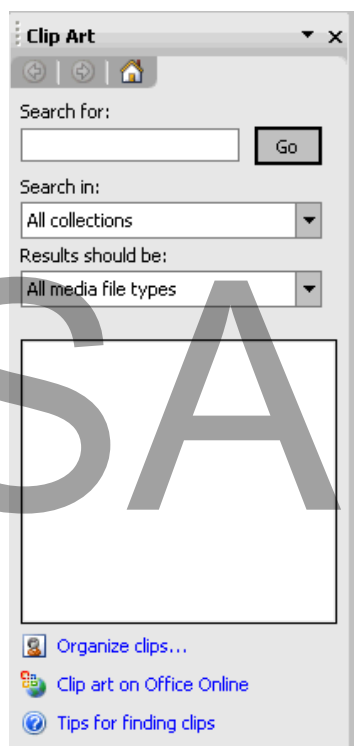 Clip Art
Search for:
Go
Search in:
All collections
Results should be:
All media file types
SA
Organize clips...
Clip art on Office Online
Tips for finding clips